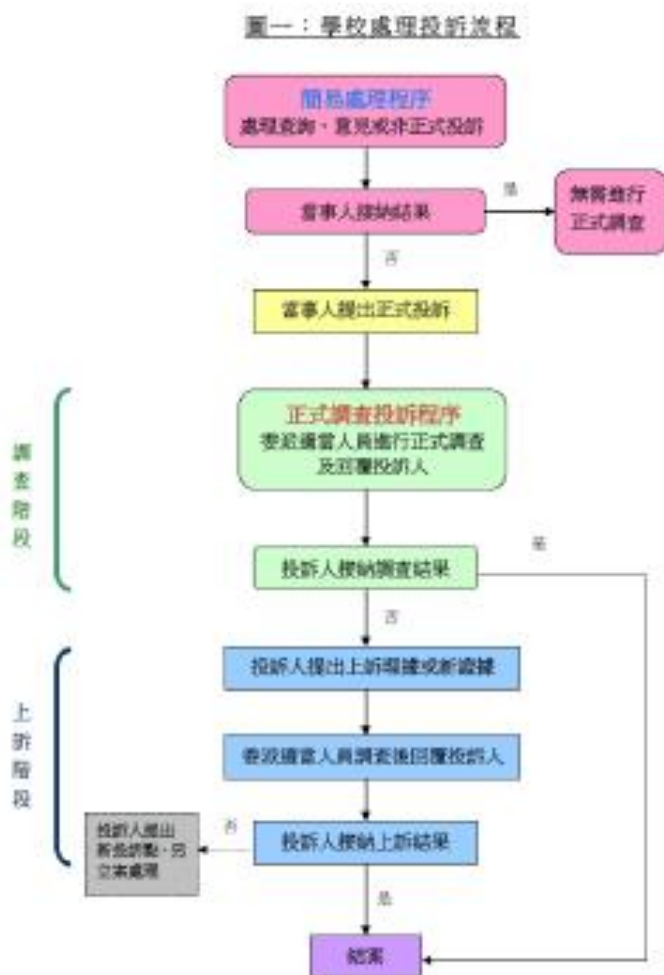 圖一：學校處理投訴流程
簡易處理程序
處理查詢、意見或非正式投訴
當事人接納結果
是
無需進行
正式調查
否
當事人提出正式投訴
調查階段
正式調查投訴程序
委派適當人員進行正式調查
及回覆投訴人
投訴人接納調查結果
是
否
上訴階段
投訴人提出上訴理據或新證據
委派適當人員調查後回覆投訴人
投訴人接納上訴結果
否
投訴人提出
新投訴點，另
立案處理
是
結案